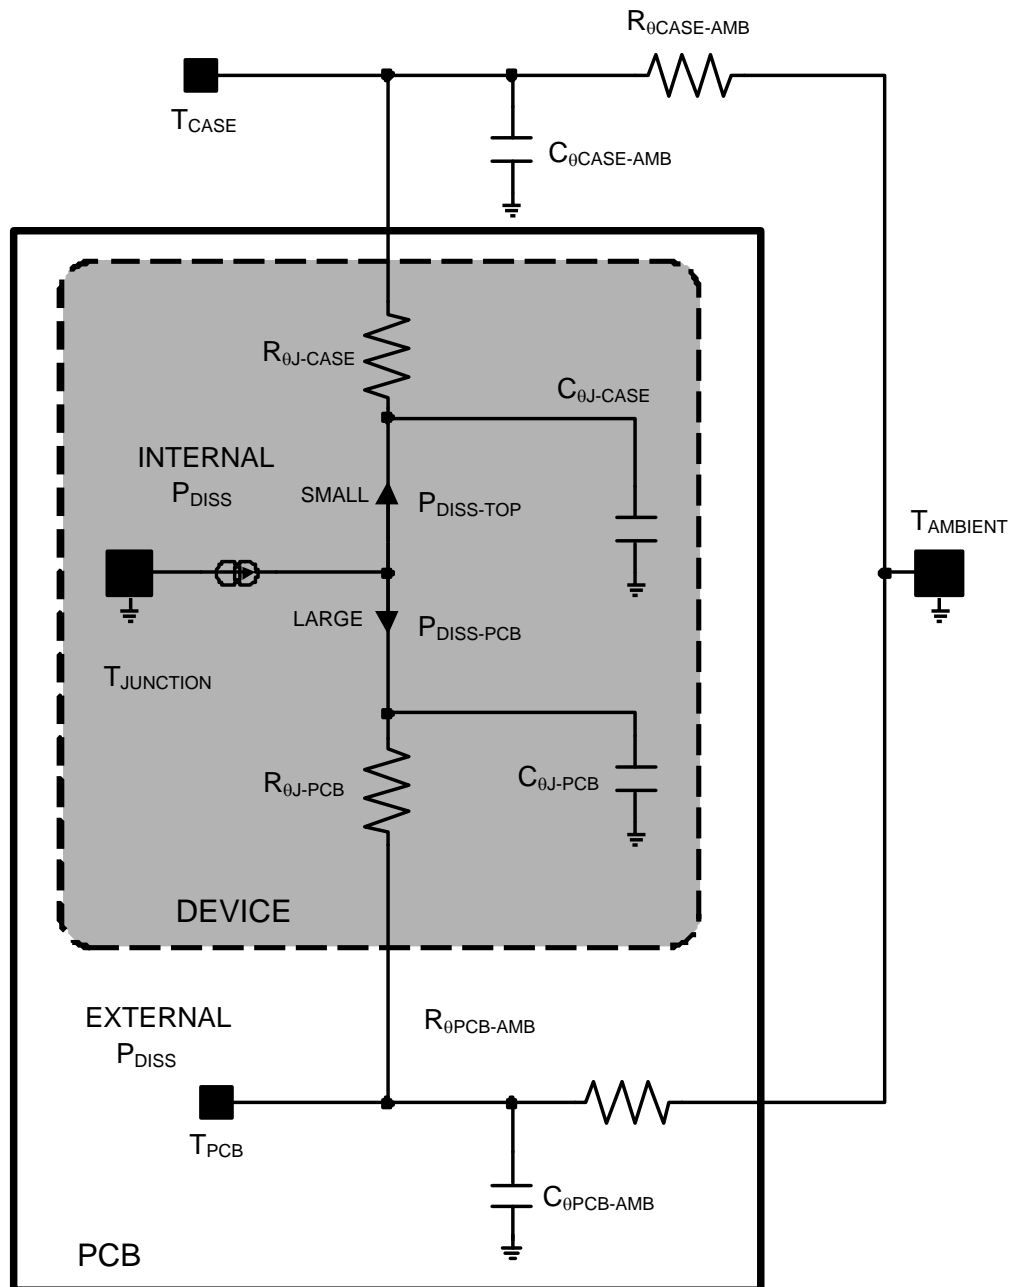 RθCASE-AMB
TCASE
CθCASE-AMB
RθJ-CASE
CθJ-CASE
INTERNAL
PDISS
SMALL
PDISS-TOP
TAMBIENT
LARGE
PDISS-PCB
TJUNCTION
RθJ-PCB
CθJ-PCB
DEVICE
EXTERNAL
PDISS
RθPCB-AMB
TPCB
CθPCB-AMB
PCB